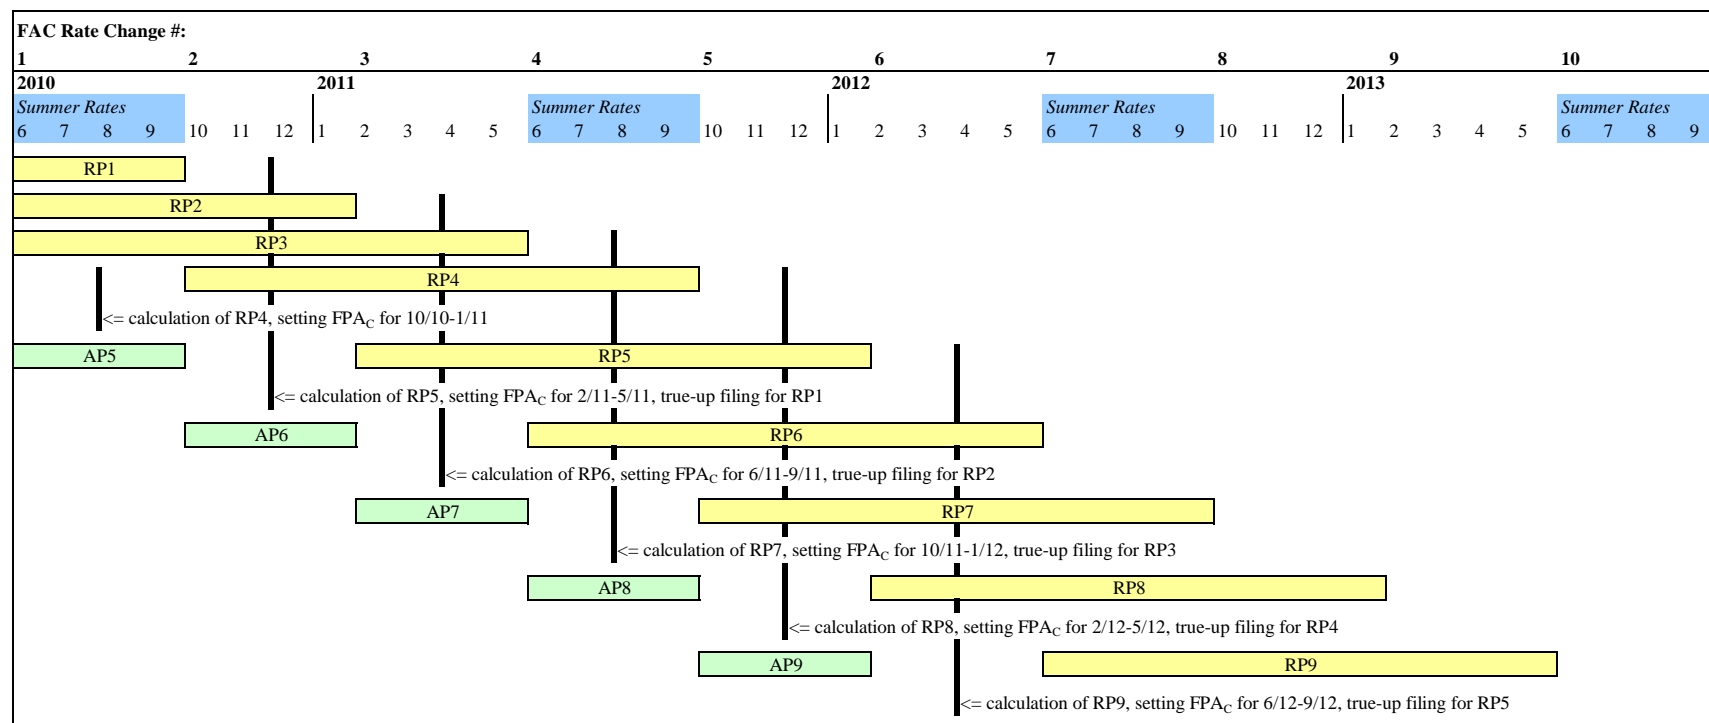 FAC Rate Change #:
1 2 3 4 5 6 7 8 9 10
2010 2011 2012 2013
Summer Rates Summer Rates Summer Rates Summer Rates
6 7 8 9 10 11 12 1 2 3 4 5 6 7 8 9 10 11 12 1 2 3 4 5 6 7 8 9 10 11 12 1 2 3 4 5 6 7 8 9
RP1
RP2
RP3
RP4
<= calculation of RP4, setting FPAC for 10/10-1/11
AP5 RP5
<= calculation of RP5, setting FPAC for 2/11-5/11, true-up filing for RP1
AP6 RP6
<= calculation of RP6, setting FPAC for 6/11-9/11, true-up filing for RP2
AP7 RP7
<= calculation of RP7, setting FPAC for 10/11-1/12, true-up filing for RP3
AP8 RP8
<= calculation of RP8, setting FPAC for 2/12-5/12, true-up filing for RP4
AP9 RP9
<= calculation of RP9, setting FPAC for 6/12-9/12, true-up filing for RP5